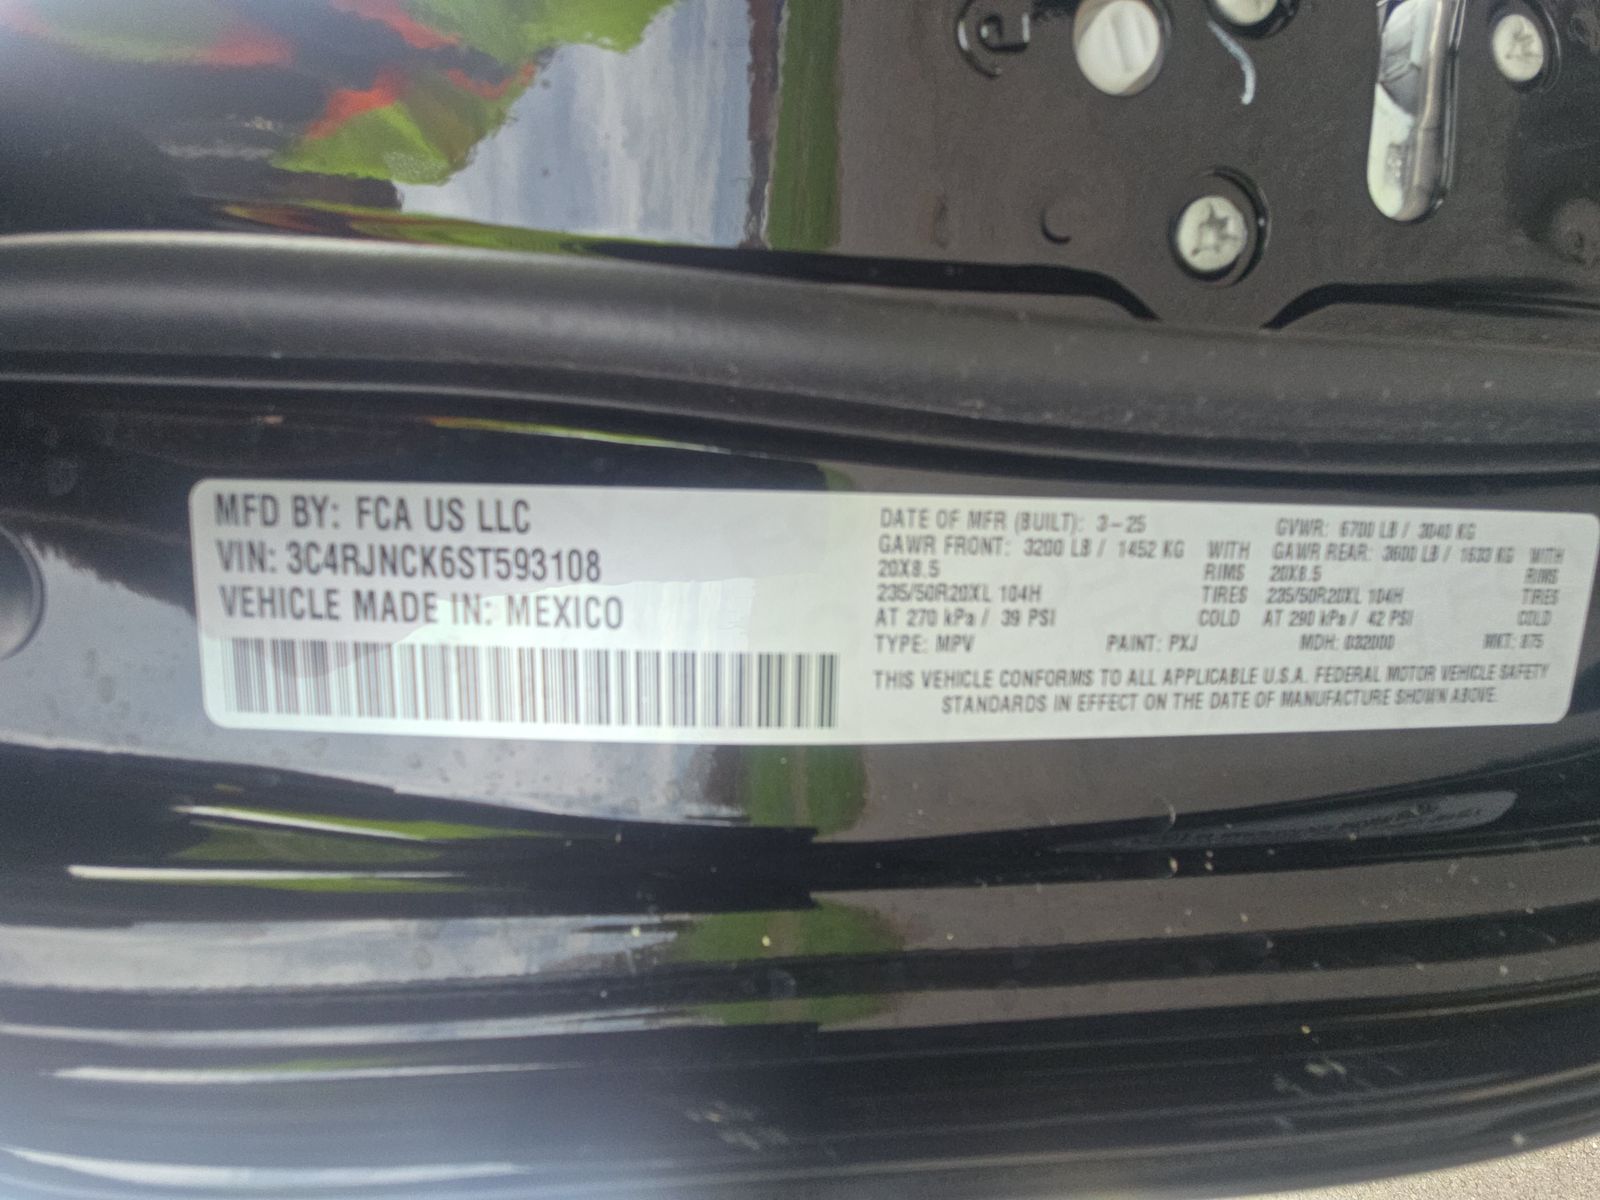 MFD BY: FCA US LLC
VIN: 3C4RJNCK6ST593108
VEHICLE MADE IN: MEXICO
DATE OF MFR (BUILT): 3-25 GVWR: 6700 LB / 3040 KG
GAWR FRONT: 3200 LB / 1452 KG WITH GAWR REAR: 3600 LB / 1633 KG WITH
20X8.5 RIMS 20X8.5 RIMS
235/50R20XL 104H TIRES 235/50R20XL 104H TIRES
AT 270 kPa / 39 PSI COLD AT 290 kPa / 42 PSI COLD
TYPE: MPV PAINT: PXJ MDH: 032000 WKT: 875
THIS VEHICLE CONFORMS TO ALL APPLICABLE U.S.A. FEDERAL MOTOR VEHICLE SAFETY
STANDARDS IN EFFECT ON THE DATE OF MANUFACTURE SHOWN ABOVE.